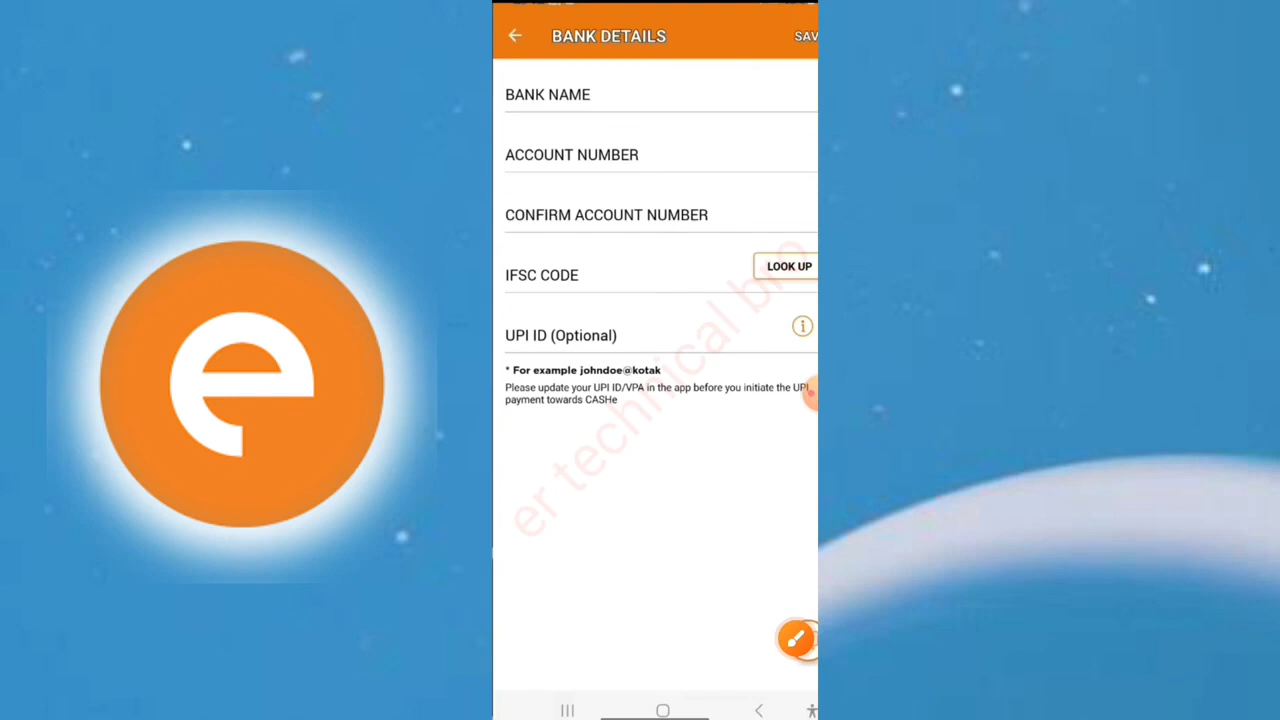 BANK DETAILS
SAV
BANK NAME
ACCOUNT NUMBER
CONFIRM ACCOUNT NUMBER
IFSC CODE
LOOK UP
UPI ID (Optional)
* For example johndoe@kotak
Please update your UPI ID/VPA in the app before you initiate the UPI
payment towards CASHe
er technical bro
e